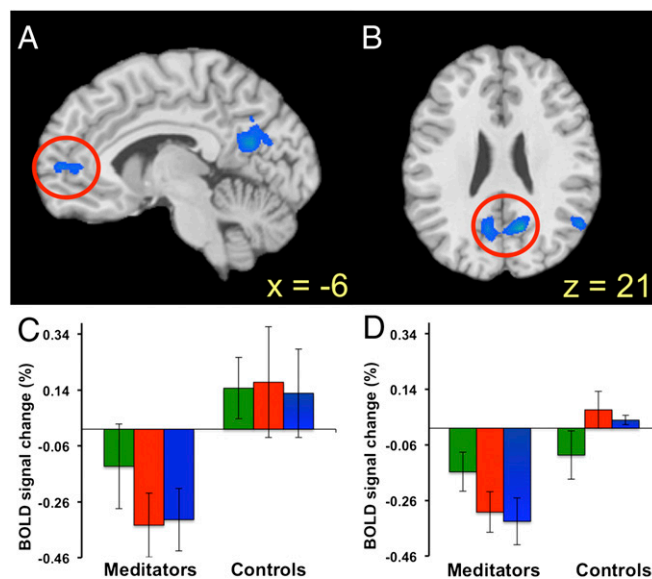 A
B
x = -6
z = 21
C
D
BOLD signal change (%)
0.34
0.14
-0.06
-0.26
-0.46
Meditators Controls
BOLD signal change (%)
0.34
0.14
-0.06
-0.26
-0.46
Meditators Controls